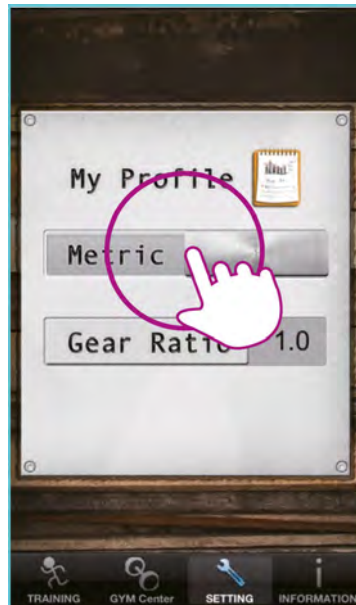 My Profile
Metric
Gear Ratio 1.0
TRAINING GYM Center SETTING INFORMATION